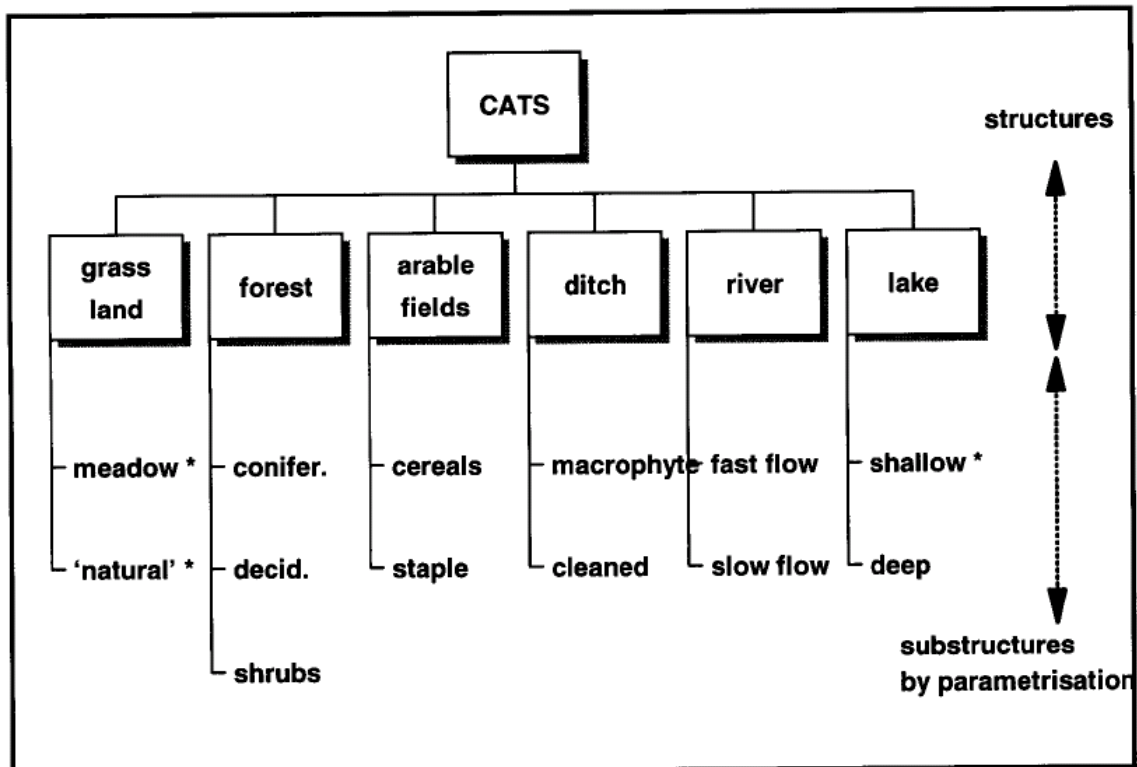 CATS
structures
grass
land
forest
arable
fields
ditch
river
lake
meadow *
conifer.
cereals
macrophyte
fast flow
shallow *
'natural' *
decid.
staple
cleaned
slow flow
deep
shrubs
substructures
by parametrisation